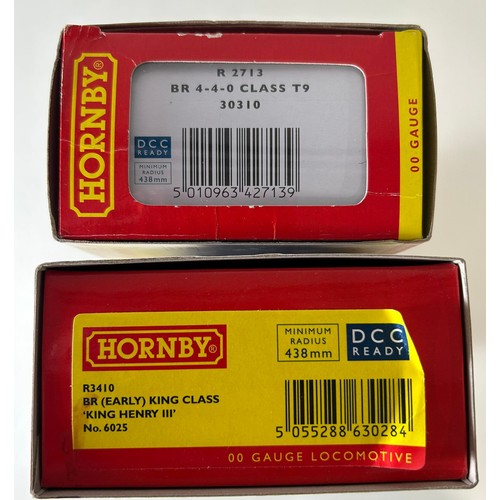 HORNBY®
R 2713
BR 4-4-0 CLASS T9
30310
DCC
READY
MINIMUM
RADIUS
438mm
5 010963 427139
00 GAUGE
HORNBY®
R3410
BR (EARLY) KING CLASS
'KING HENRY III'
No. 6025
MINIMUM
RADIUS
438mm
DCC
READY
5 055288 630284
00 GAUGE LOCOMOTIVE